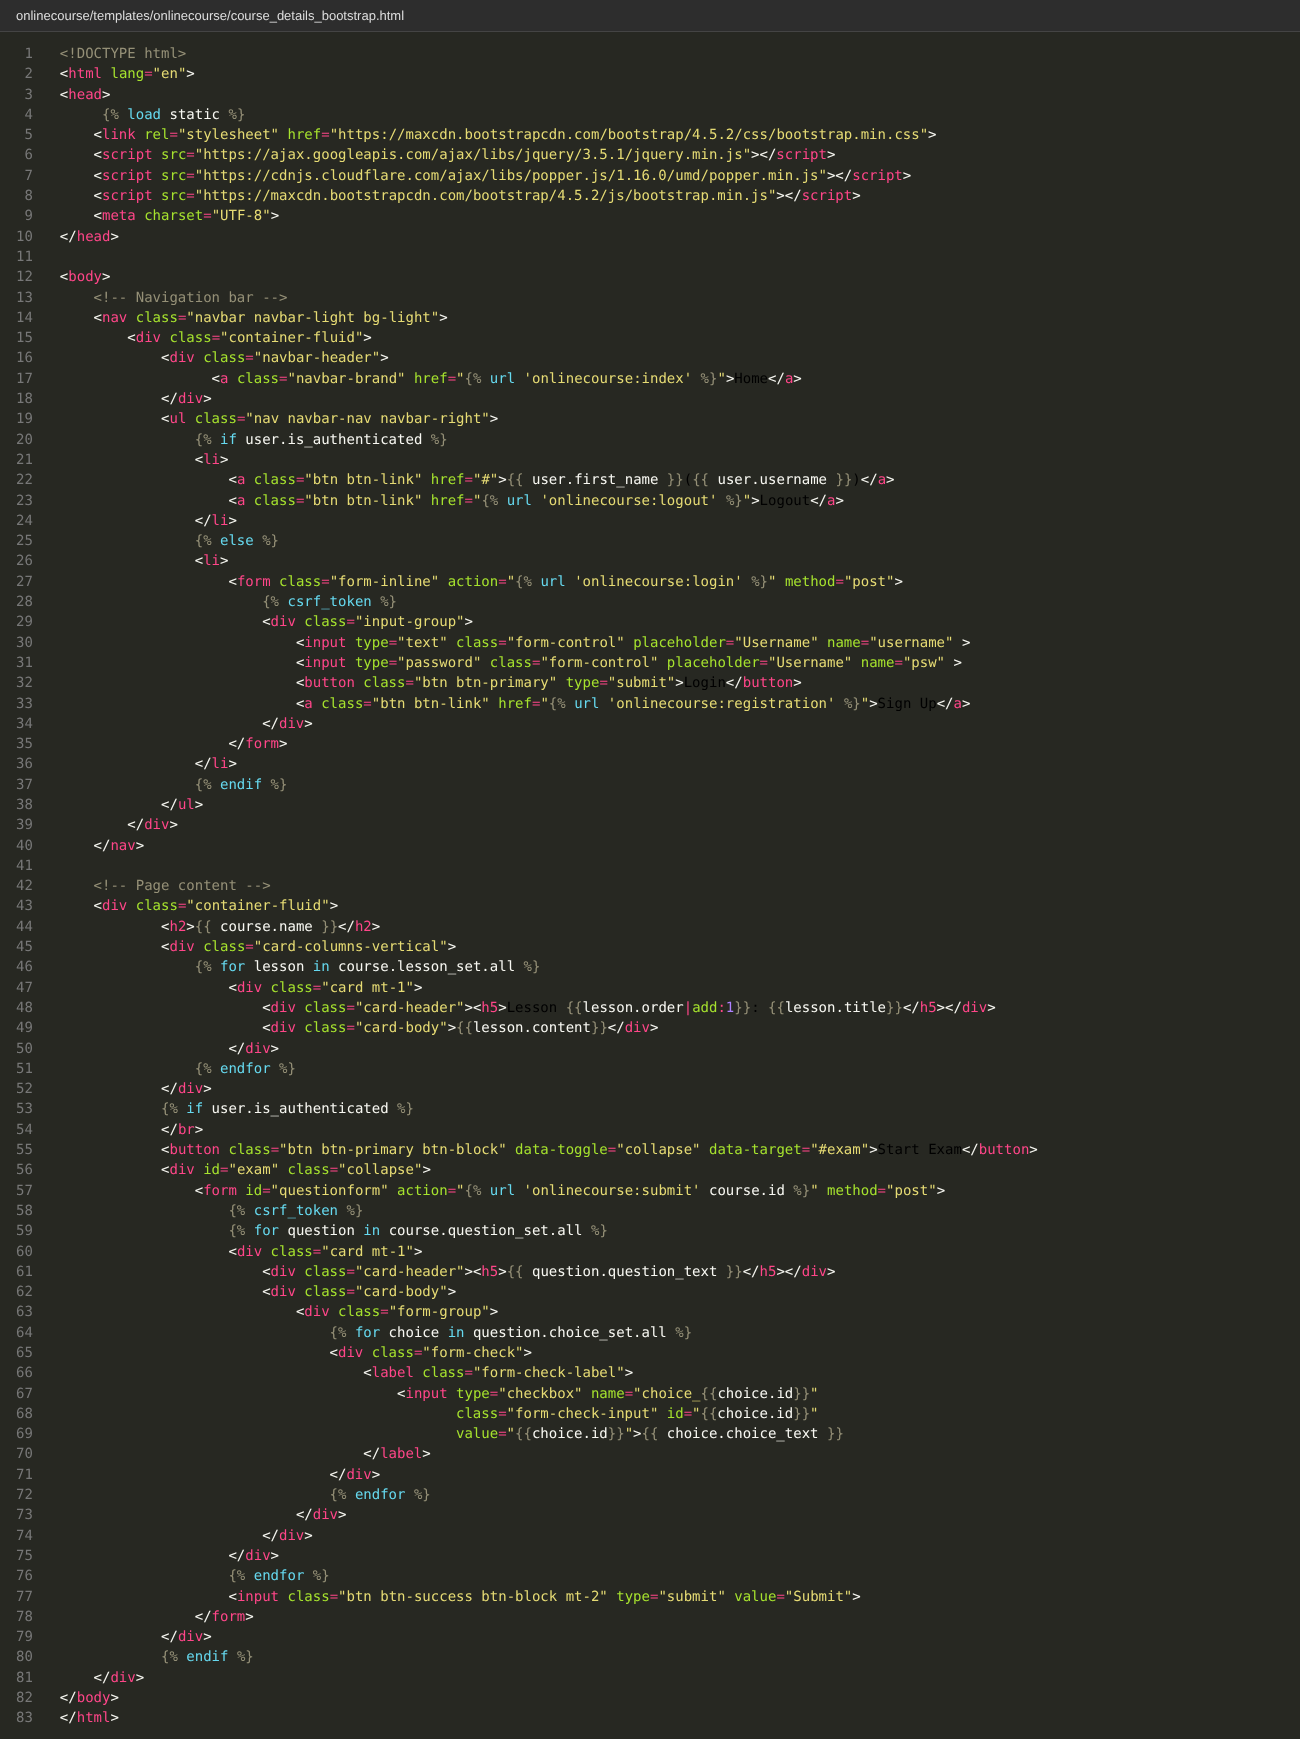 onlinecourse/templates/onlinecourse/course_details_bootstrap.html
1 <!DOCTYPE html>
2 <html lang="en">
3 <head>
4      {% load static %}
5     <link rel="stylesheet" href="https://maxcdn.bootstrapcdn.com/bootstrap/4.5.2/css/bootstrap.min.css">
6     <script src="https://ajax.googleapis.com/ajax/libs/jquery/3.5.1/jquery.min.js"></script>
7     <script src="https://cdnjs.cloudflare.com/ajax/libs/popper.js/1.16.0/umd/popper.min.js"></script>
8     <script src="https://maxcdn.bootstrapcdn.com/bootstrap/4.5.2/js/bootstrap.min.js"></script>
9     <meta charset="UTF-8">
10 </head>
11
12 <body>
13     <!-- Navigation bar -->
14     <nav class="navbar navbar-light bg-light">
15         <div class="container-fluid">
16             <div class="navbar-header">
17                   <a class="navbar-brand" href="{% url 'onlinecourse:index' %}">Home</a>
18             </div>
19             <ul class="nav navbar-nav navbar-right">
20                 {% if user.is_authenticated %}
21                 <li>
22                     <a class="btn btn-link" href="#">{{ user.first_name }}({{ user.username }})</a>
23                     <a class="btn btn-link" href="{% url 'onlinecourse:logout' %}">Logout</a>
24                 </li>
25                 {% else %}
26                 <li>
27                     <form class="form-inline" action="{% url 'onlinecourse:login' %}" method="post">
28                         {% csrf_token %}
29                         <div class="input-group">
30                             <input type="text" class="form-control" placeholder="Username" name="username" >
31                             <input type="password" class="form-control" placeholder="Username" name="psw" >
32                             <button class="btn btn-primary" type="submit">Login</button>
33                             <a class="btn btn-link" href="{% url 'onlinecourse:registration' %}">Sign Up</a>
34                         </div>
35                     </form>
36                 </li>
37                 {% endif %}
38             </ul>
39         </div>
40     </nav>
41
42     <!-- Page content -->
43     <div class="container-fluid">
44             <h2>{{ course.name }}</h2>
45             <div class="card-columns-vertical">
46                 {% for lesson in course.lesson_set.all %}
47                     <div class="card mt-1">
48                         <div class="card-header"><h5>Lesson {{lesson.order|add:1}}: {{lesson.title}}</h5></div>
49                         <div class="card-body">{{lesson.content}}</div>
50                     </div>
51                 {% endfor %}
52             </div>
53             {% if user.is_authenticated %}
54             </br>
55             <button class="btn btn-primary btn-block" data-toggle="collapse" data-target="#exam">Start Exam</button>
56             <div id="exam" class="collapse">
57                 <form id="questionform" action="{% url 'onlinecourse:submit' course.id %}" method="post">
58                     {% csrf_token %}
59                     {% for question in course.question_set.all %}
60                     <div class="card mt-1">
61                         <div class="card-header"><h5>{{ question.question_text }}</h5></div>
62                         <div class="card-body">
63                             <div class="form-group">
64                                 {% for choice in question.choice_set.all %}
65                                 <div class="form-check">
66                                     <label class="form-check-label">
67                                         <input type="checkbox" name="choice_{{choice.id}}"
68                                                class="form-check-input" id="{{choice.id}}"
69                                                value="{{choice.id}}">{{ choice.choice_text }}
70                                     </label>
71                                 </div>
72                                 {% endfor %}
73                             </div>
74                         </div>
75                     </div>
76                     {% endfor %}
77                     <input class="btn btn-success btn-block mt-2" type="submit" value="Submit">
78                 </form>
79             </div>
80             {% endif %}
81     </div>
82 </body>
83 </html>